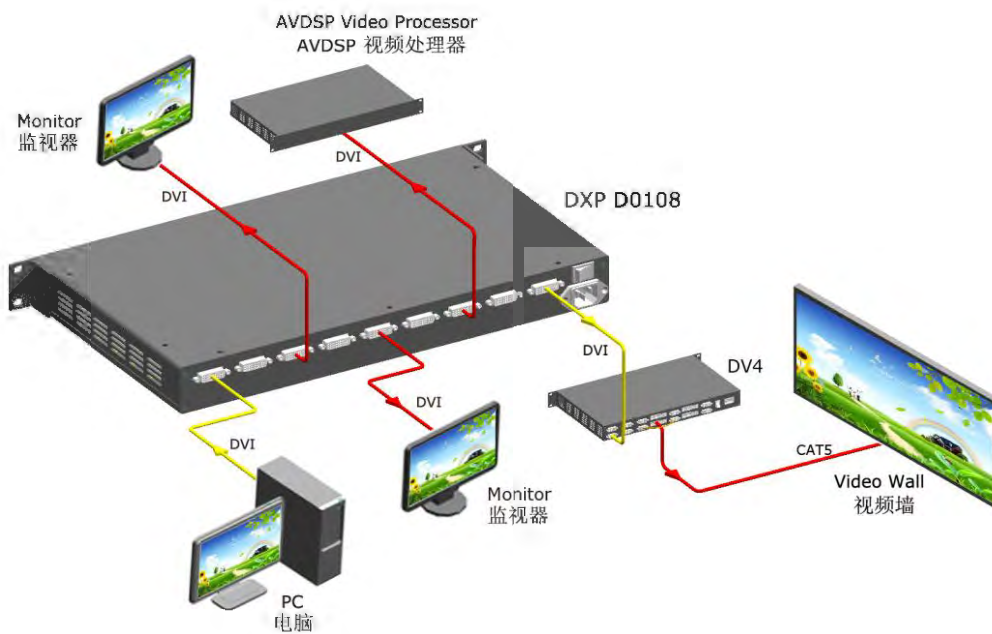 AVDSP Video Processor
AVDSP 视频处理器
Monitor
监视器
DVI
DVI
DXP D0108
DVI
DV4
DVI
DVI
CAT5
Video Wall
视频墙
Monitor
监视器
PC
电脑